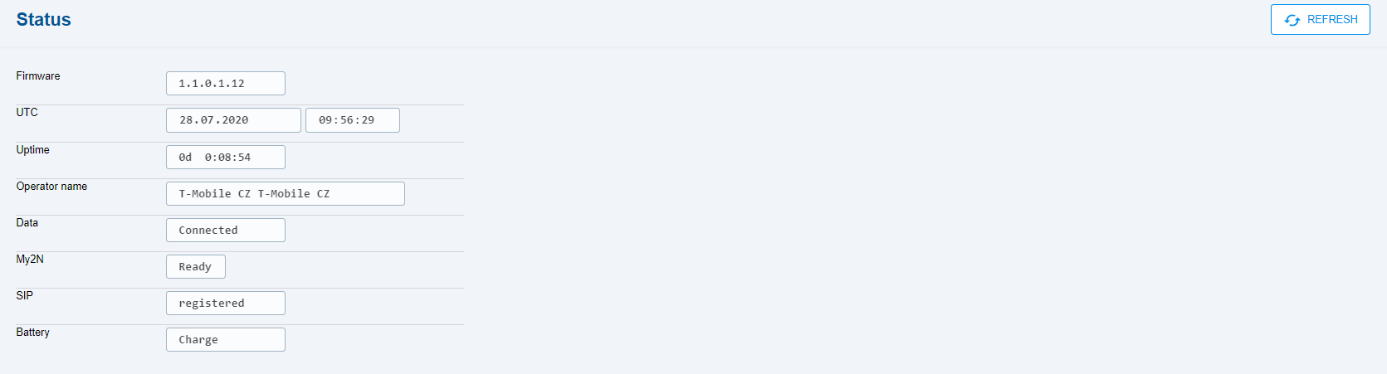 Status
REFRESH
Firmware 1.1.0.1.12
UTC 28.07.2020 09:56:29
Uptime 0d 0:08:54
Operator name T-Mobile CZ T-Mobile CZ
Data Connected
My2N Ready
SIP registered
Battery Charge